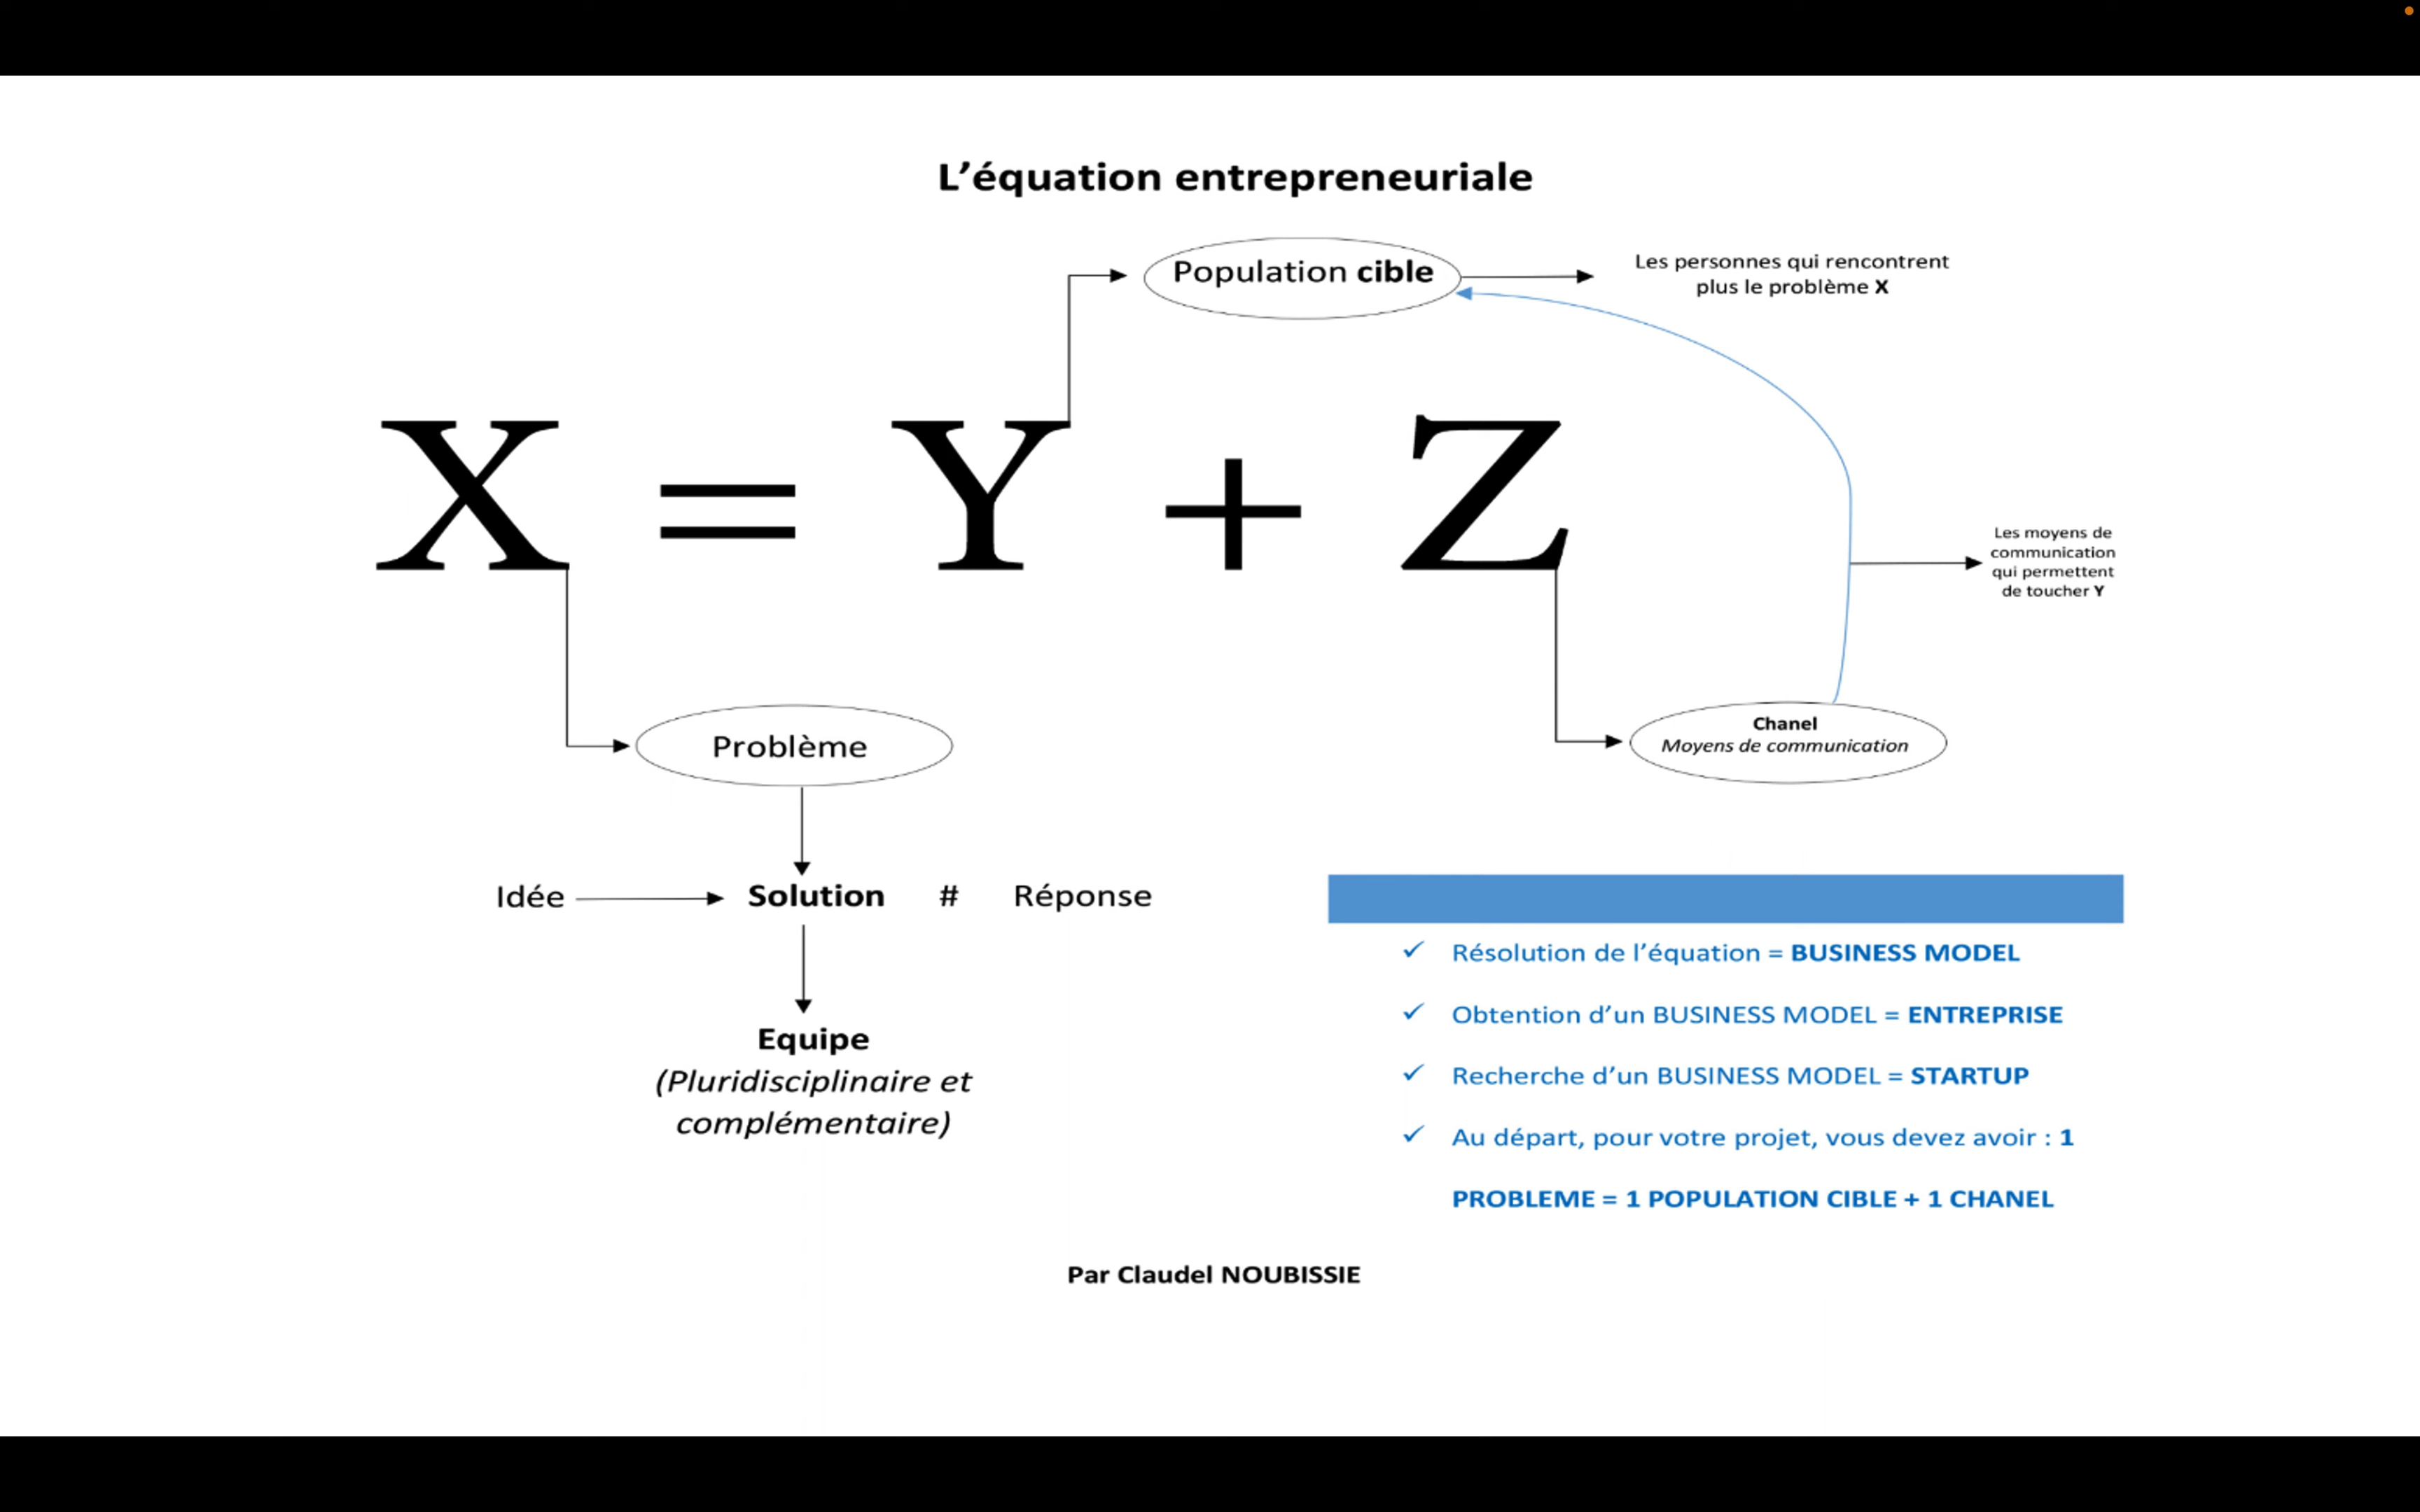 L’équation entrepreneuriale
Population cible
Les personnes qui rencontrent
plus le problème X
X = Y + Z
Les moyens de
communication
qui permettent
de toucher Y
Problème
Chanel
Moyens de communication
Idée
Solution # Réponse
Equipe
(Pluridisciplinaire et
complémentaire)
✓ Résolution de l’équation = BUSINESS MODEL
✓ Obtention d’un BUSINESS MODEL = ENTREPRISE
✓ Recherche d’un BUSINESS MODEL = STARTUP
✓ Au départ, pour votre projet, vous devez avoir : 1
PROBLEME = 1 POPULATION CIBLE + 1 CHANEL
Par Claudel NOUBISSIE